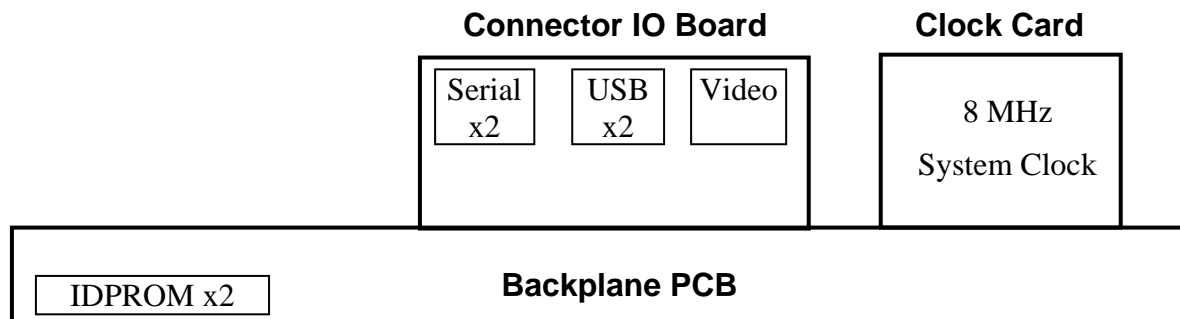 Connector IO Board
Clock Card
Serial
x2
USB
x2
Video
8 MHz
System Clock
Backplane PCB
IDPROM x2